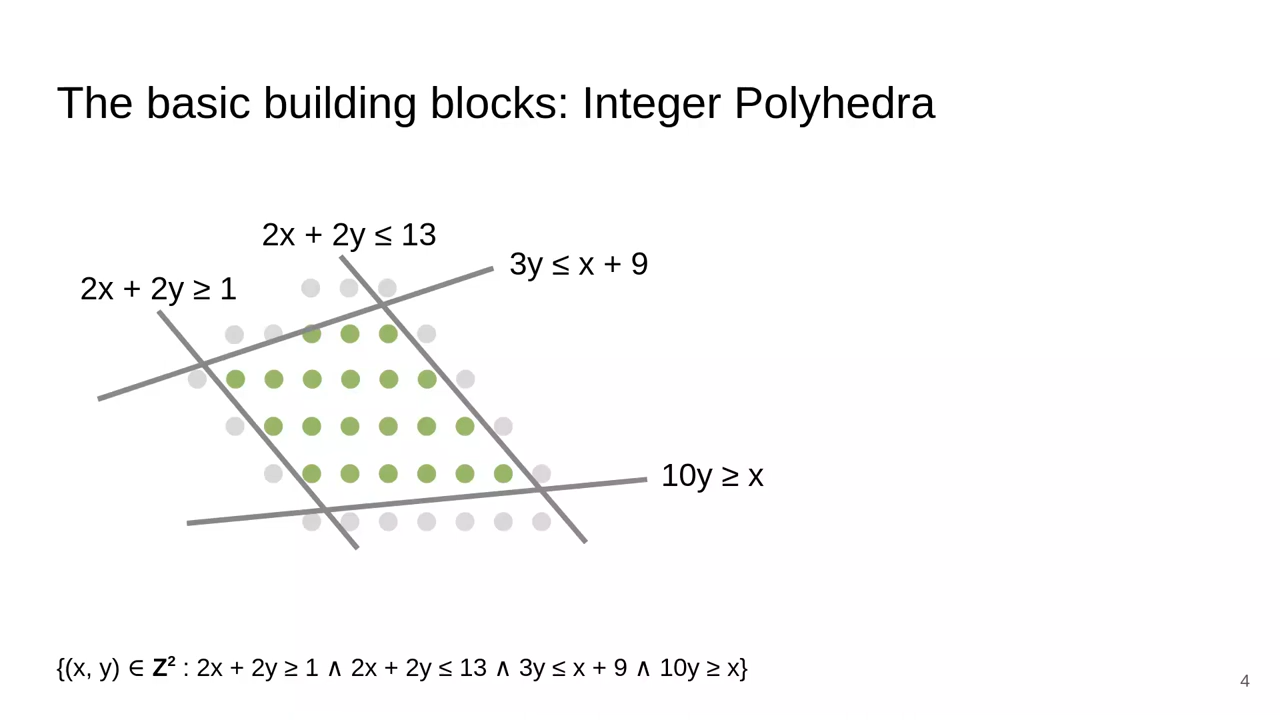 The basic building blocks: Integer Polyhedra
2x + 2y ≤ 13
3y ≤ x + 9
2x + 2y ≥ 1
10y ≥ x
{(x, y) ∈ Z² : 2x + 2y ≥ 1 ∧ 2x + 2y ≤ 13 ∧ 3y ≤ x + 9 ∧ 10y ≥ x}
4